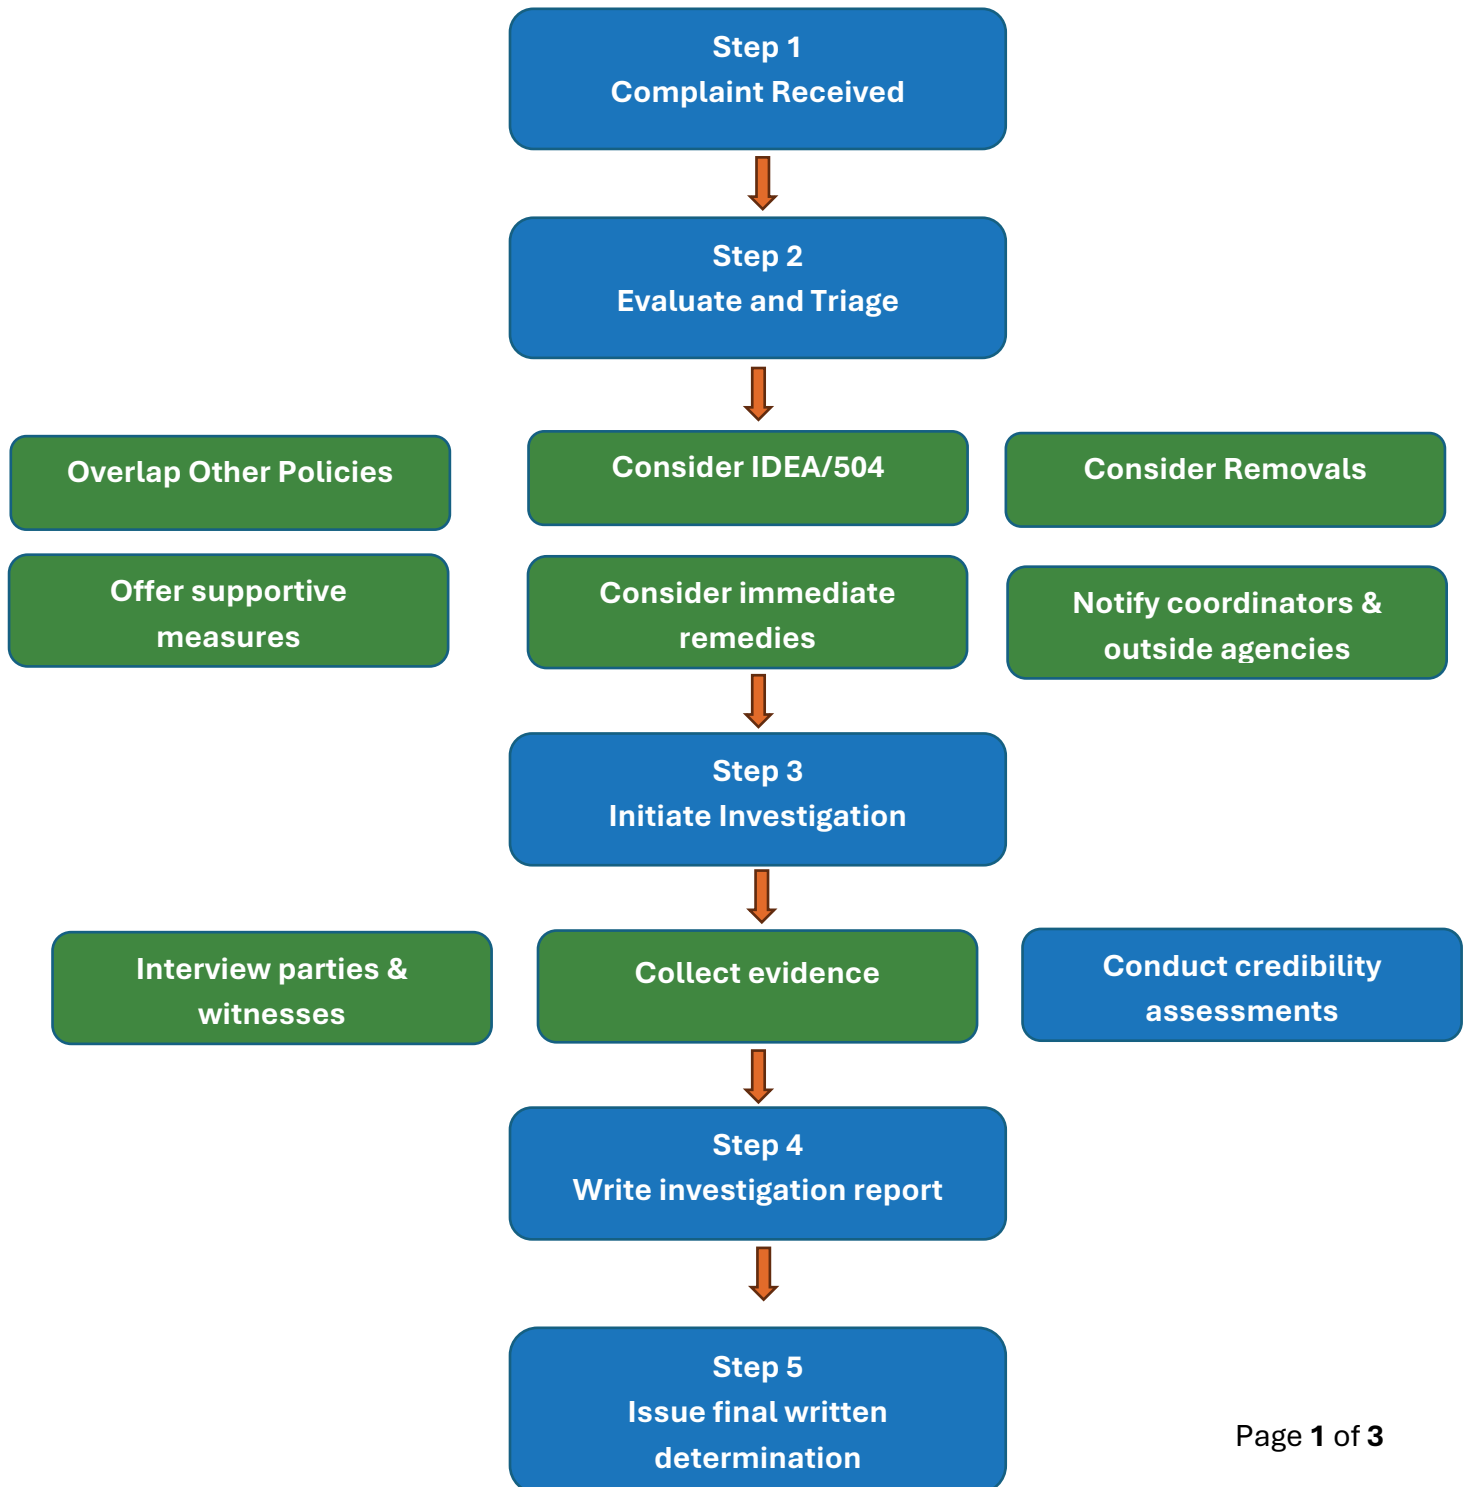 Step 1
Complaint Received
Step 2
Evaluate and Triage
Overlap Other Policies
Consider IDEA/504
Consider Removals
Offer supportive
measures
Consider immediate
remedies
Notify coordinators &
outside agencies
Step 3
Initiate Investigation
Interview parties &
witnesses
Collect evidence
Conduct credibility
assessments
Step 4
Write investigation report
Step 5
Issue final written
determination
Page 1 of 3